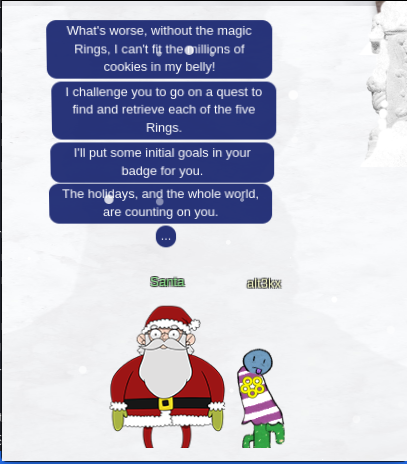 What's worse, without the magic
Rings, I can't fit the millions of
cookies in my belly!
I challenge you to go on a quest to
find and retrieve each of the five
Rings.
I'll put some initial goals in your
badge for you.
The holidays, and the whole world,
are counting on you.
...
Santa
alt3kx